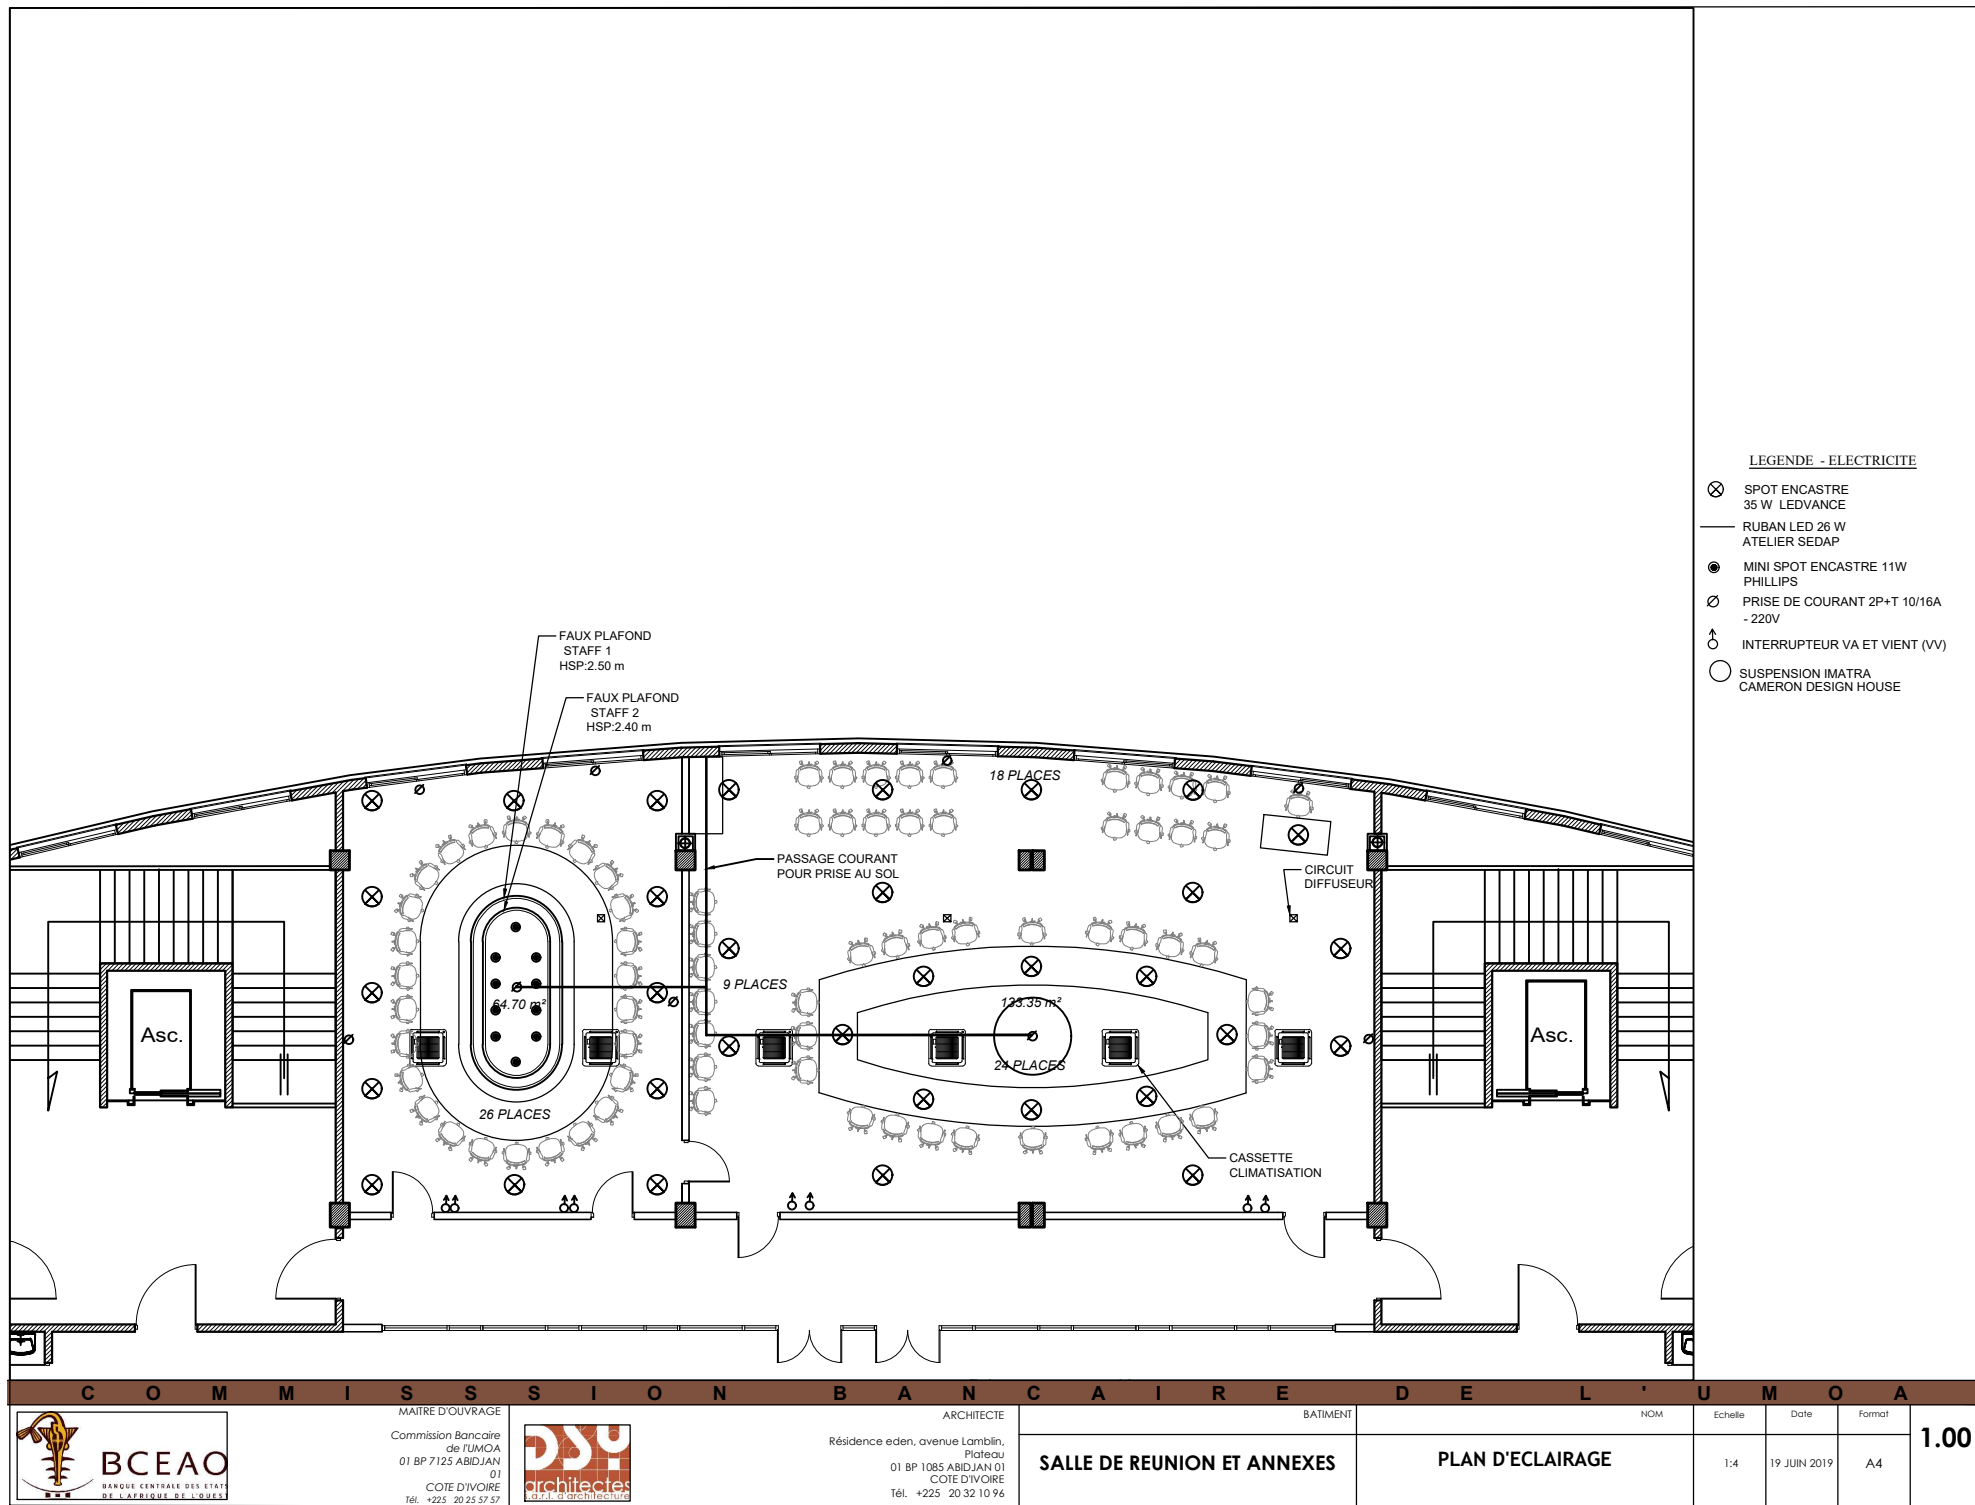 LEGENDE - ELECTRICITE
SPOT ENCASTRE
35 W LEDVANCE
RUBAN LED 26 W
ATELIER SEDAP
MINI SPOT ENCASTRE 11W
PHILLIPS
PRISE DE COURANT 2P+T 10/16A
- 220V
INTERRUPTEUR VA ET VIENT (VV)
SUSPENSION IMATRA
CAMERON DESIGN HOUSE
FAUX PLAFOND
STAFF 1
HSP:2.50 m
FAUX PLAFOND
STAFF 2
HSP:2.40 m
18 PLACES
PASSAGE COURANT
POUR PRISE AU SOL
CIRCUIT
DIFFUSEUR
9 PLACES
64.70 m²
133.35 m²
Asc.
Asc.
24 PLACES
26 PLACES
CASSETTE
CLIMATISATION
COMMISSSION BANCAIRE DE L'UMOA
BCEAO
BANQUE CENTRALE DES ETATS
DE L'AFRIQUE DE L'OUEST
MAITRE D'OUVRAGE
Commission Bancaire
de l'UMOA
01 BP 7125 ABIDJAN
01
COTE D'IVOIRE
Tél. +225 20 25 57 57
DSY
architectes
s.a.r.l. d'architecture
ARCHITECTE
Résidence eden, avenue Lamblin,
Plateau
01 BP 1085 ABIDJAN 01
COTE D'IVOIRE
Tél. +225 20 32 10 96
BATIMENT
SALLE DE REUNION ET ANNEXES
NOM
PLAN D'ECLAIRAGE
Echelle
1:4
Date
19 JUIN 2019
Format
A4
1.00